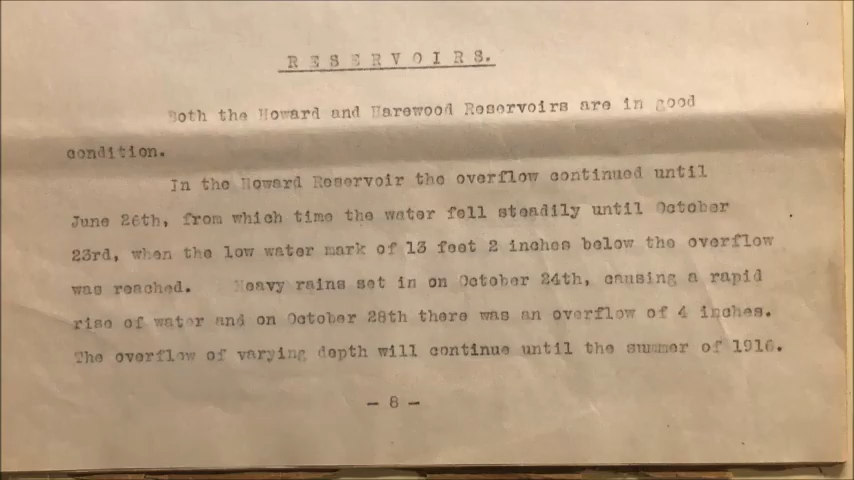 RESERVOIRS.
Both the Howard and Harewood Reservoirs are in good
condition.
In the Howard Reservoir the overflow continued until
June 26th, from which time the water fell steadily until October
23rd, when the low water mark of 13 feet 2 inches below the overflow
was reached. Heavy rains set in on October 24th, causing a rapid
rise of water and on October 28th there was an overflow of 4 inches.
The overflow of varying depth will continue until the summer of 1916.
- 8 -